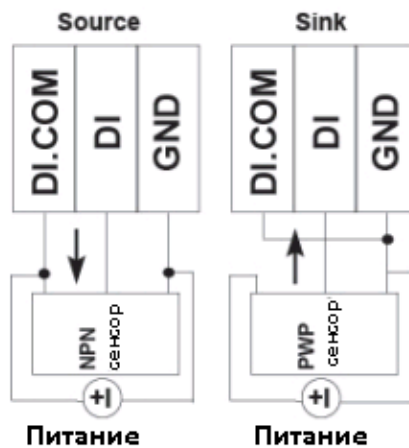 Source
Sink
DI.COM
DI
GND
DI.COM
DI
GND
NPN
сенсор
PWP
сенсор
+I
+I
Питание
Питание